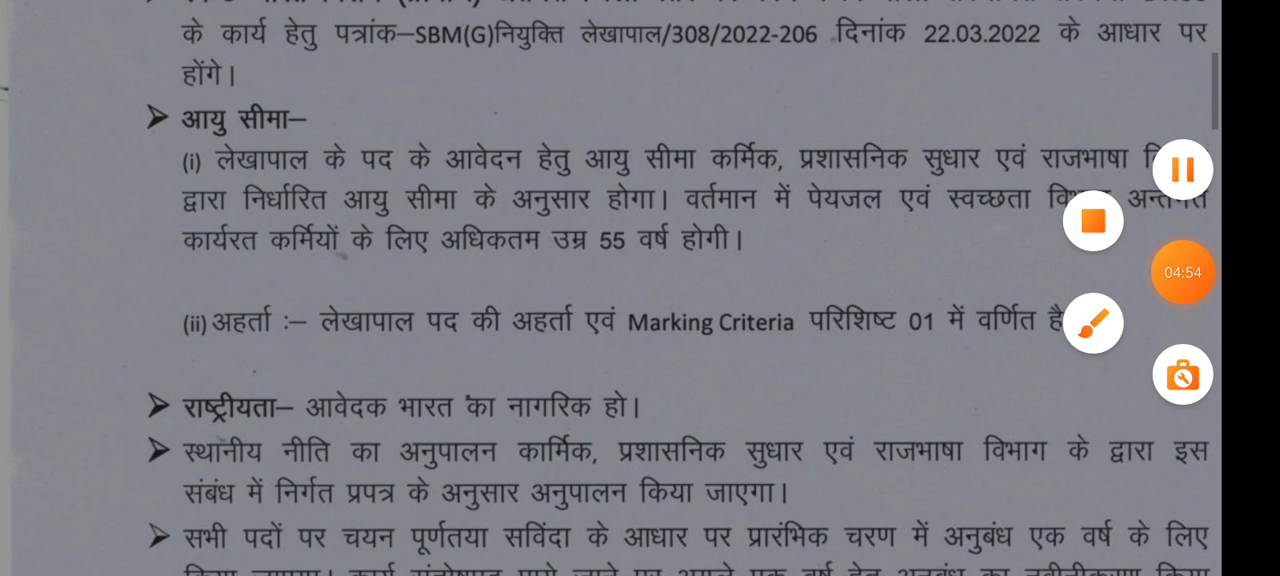 के कार्य हेतु पत्रांक–SBM(G)नियुक्ति लेखापाल/308/2022-206 दिनांक 22.03.2022 के आधार पर
होंगे।
➤ आयु सीमा–
(i) लेखापाल के पद के आवेदन हेतु आयु सीमा कर्मिक, प्रशासनिक सुधार एवं राजभाषा
द्वारा निर्धारित आयु सीमा के अनुसार होगा। वर्तमान में पेयजल एवं स्वच्छता
कार्यरत कर्मियों के लिए अधिकतम उम्र 55 वर्ष होगी।
04:54
(ii) अहर्ता :– लेखापाल पद की अहर्ता एवं Marking Criteria परिशिष्ट 01 में वर्णित है
➤ राष्ट्रीयता– आवेदक भारत का नागरिक हो।
➤ स्थानीय नीति का अनुपालन कार्मिक, प्रशासनिक सुधार एवं राजभाषा विभाग के द्वारा इस
संबंध में निर्गत प्रपत्र के अनुसार अनुपालन किया जाएगा।
➤ सभी पदों पर चयन पूर्णतया सविंदा के आधार पर प्रारंभिक चरण में अनुबंध एक वर्ष के लिए